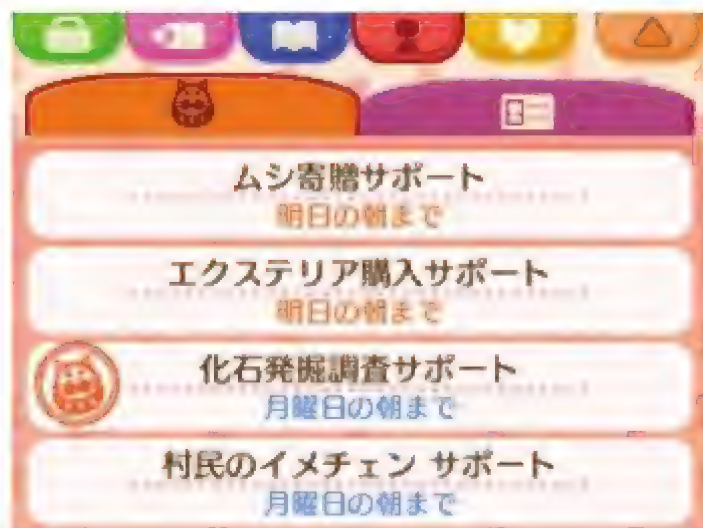 ムシ寄贈サポート
明日の朝まで
エクステリア購入サポート
明日の朝まで
化石発掘調査サポート
月曜日の朝まで
村民のイメチェン サポート
月曜日の朝まで